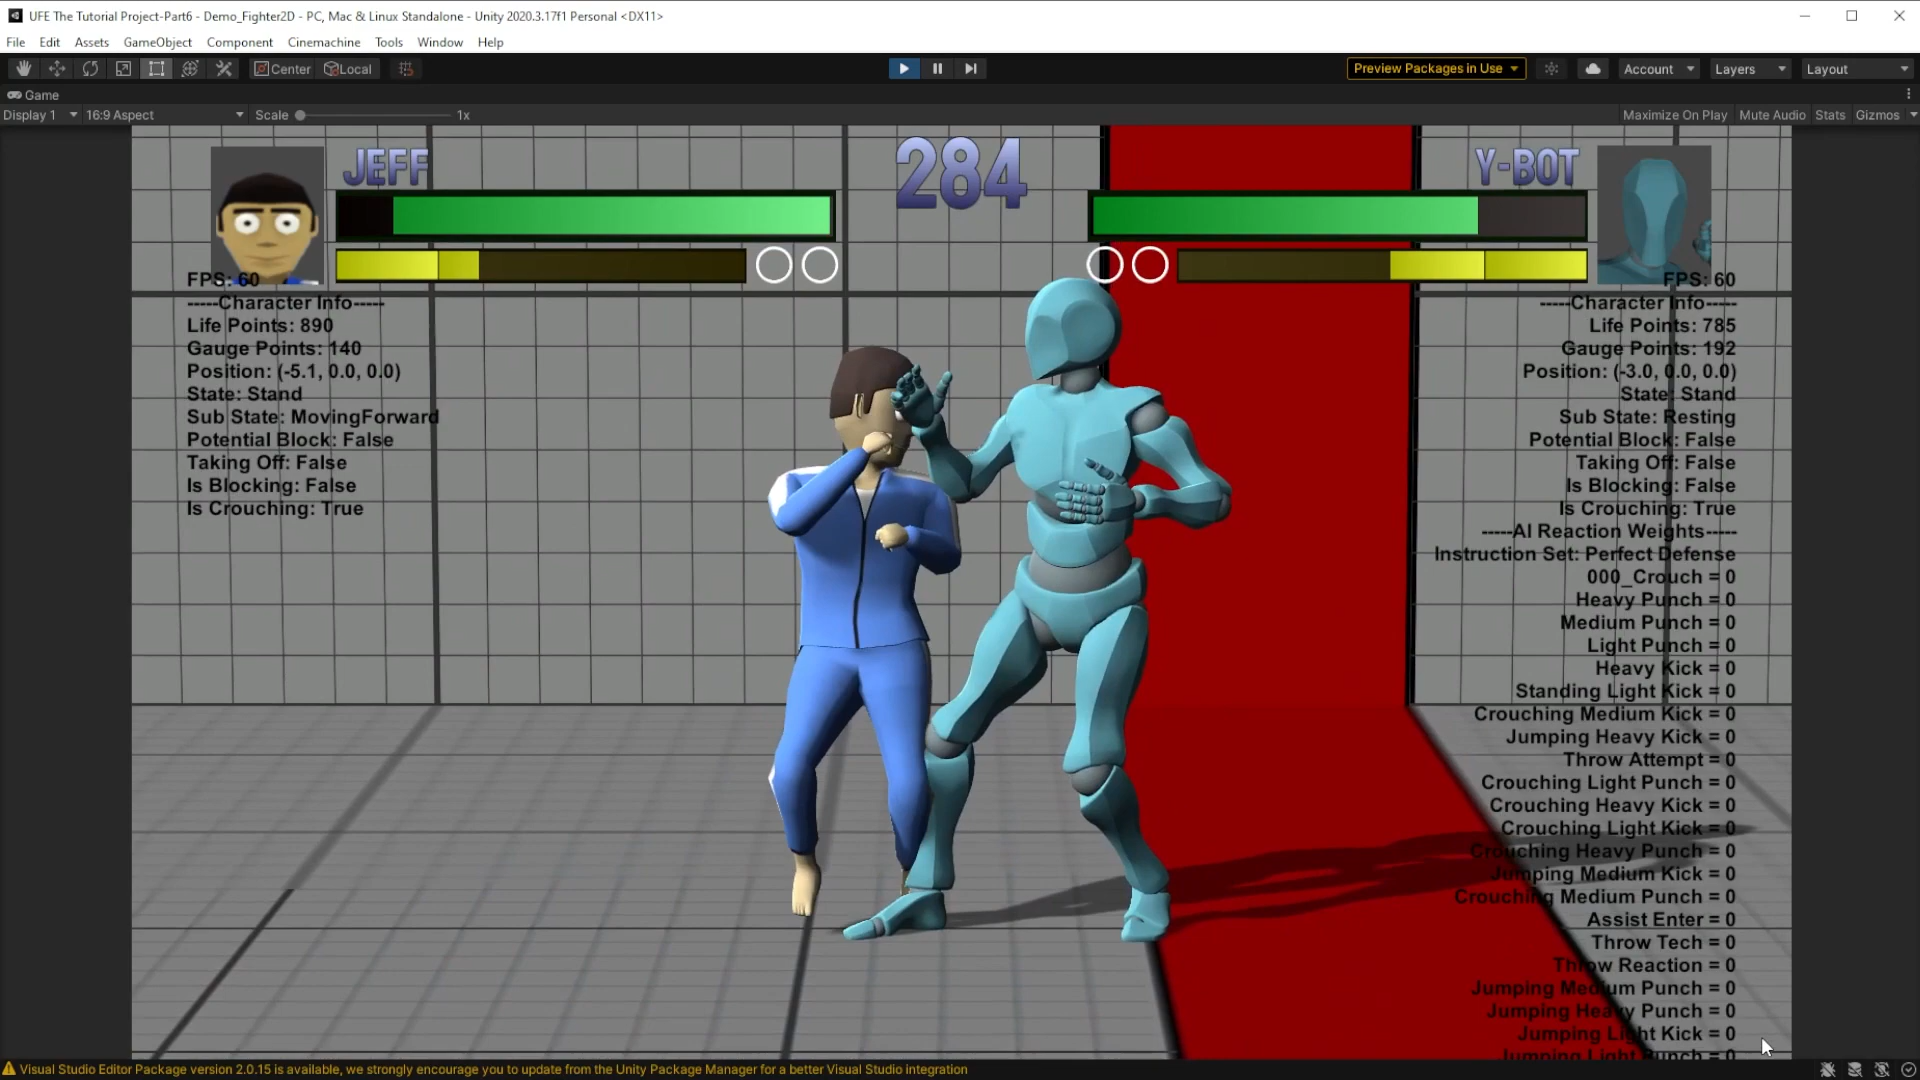 UFE The Tutorial Project-Part6 - Demo_Fighter2D - PC, Mac & Linux Standalone - Unity 2020.3.17f1 Personal <DX11>
File Edit Assets GameObject Component Cinemachine Tools Window Help
Center Local Preview Packages in Use Account Layers Layout
Game
Display 1 16:9 Aspect Scale 1x Maximize On Play Mute Audio Stats Gizmos
JEFF
284
Y-BOT
FPS: 60
-----Character Info-----
Life Points: 890
Gauge Points: 140
Position: (-5.1, 0.0, 0.0)
State: Stand
Sub State: MovingForward
Potential Block: False
Taking Off: False
Is Blocking: False
Is Crouching: True
FPS: 60
-----Character Info-----
Life Points: 785
Gauge Points: 192
Position: (-3.0, 0.0, 0.0)
State: Stand
Sub State: Resting
Potential Block: False
Taking Off: False
Is Blocking: False
Is Crouching: True
-----AI Reaction Weights-----
Instruction Set: Perfect Defense
000_Crouch = 0
Heavy Punch = 0
Medium Punch = 0
Light Punch = 0
Heavy Kick = 0
Standing Light Kick = 0
Crouching Medium Kick = 0
Jumping Heavy Kick = 0
Throw Attempt = 0
Crouching Light Punch = 0
Crouching Heavy Kick = 0
Crouching Light Kick = 0
Crouching Heavy Punch = 0
Jumping Medium Kick = 0
Crouching Medium Punch = 0
Assist Enter = 0
Throw Tech = 0
Throw Reaction = 0
Jumping Medium Punch = 0
Jumping Heavy Punch = 0
Jumping Light Kick = 0
Jumping Light Punch = 0
Visual Studio Editor Package version 2.0.15 is available, we strongly encourage you to update from the Unity Package Manager for a better Visual Studio integration